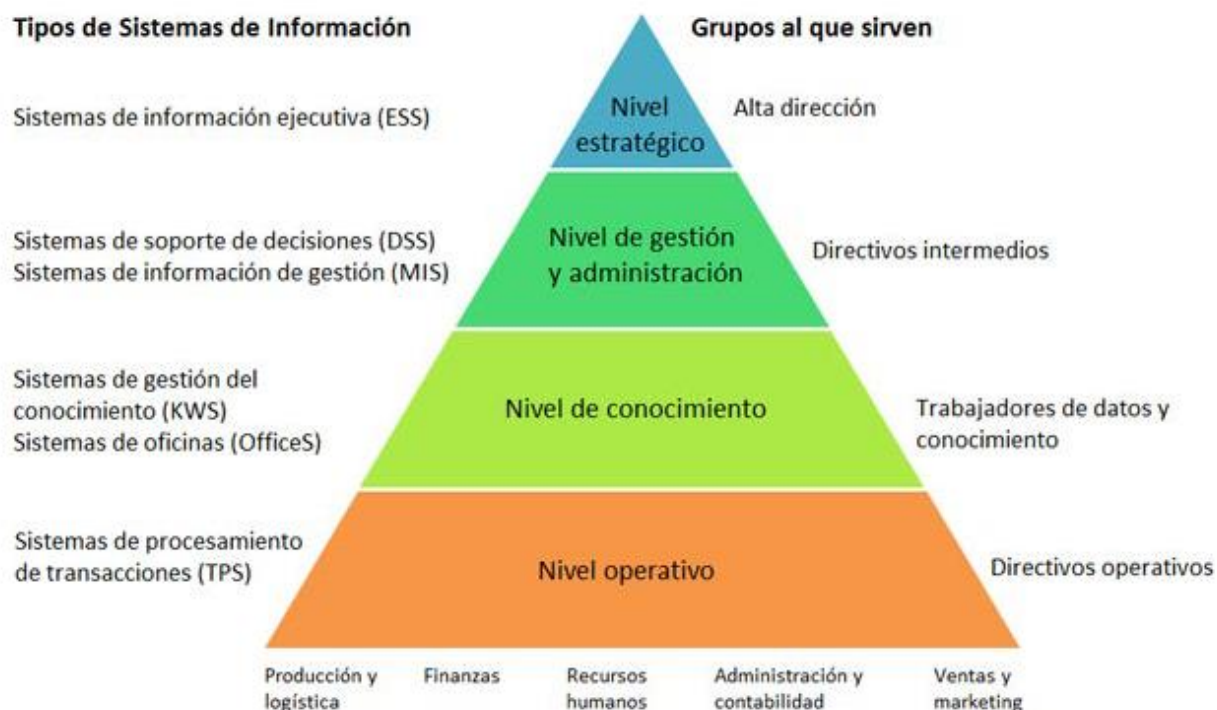 Tipos de Sistemas de Información
Grupos al que sirven
Sistemas de información ejecutiva (ESS)
Nivel
estratégico
Alta dirección
Sistemas de soporte de decisiones (DSS)
Sistemas de información de gestión (MIS)
Nivel de gestión
y administración
Directivos intermedios
Sistemas de gestión del
conocimiento (KWS)
Sistemas de oficinas (OfficeS)
Nivel de conocimiento
Trabajadores de datos y
conocimiento
Sistemas de procesamiento
de transacciones (TPS)
Nivel operativo
Directivos operativos
Producción y
logística
Finanzas
Recursos
humanos
Administración y
contabilidad
Ventas y
marketing